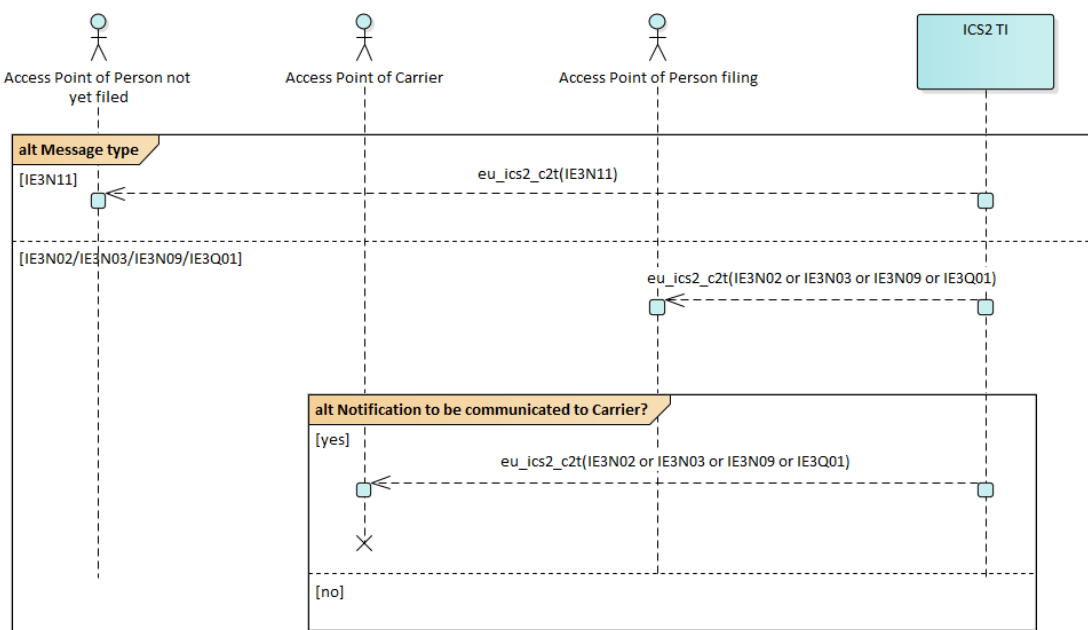 Access Point of Person not
yet filed
Access Point of Carrier
Access Point of Person filing
ICS2 TI
alt Message type
[IE3N11]
eu_ics2_c2t(IE3N11)
[IE3N02/IE3N03/IE3N09/IE3Q01]
eu_ics2_c2t(IE3N02 or IE3N03 or IE3N09 or IE3Q01)
alt Notification to be communicated to Carrier?
[yes]
eu_ics2_c2t(IE3N02 or IE3N03 or IE3N09 or IE3Q01)
[no]